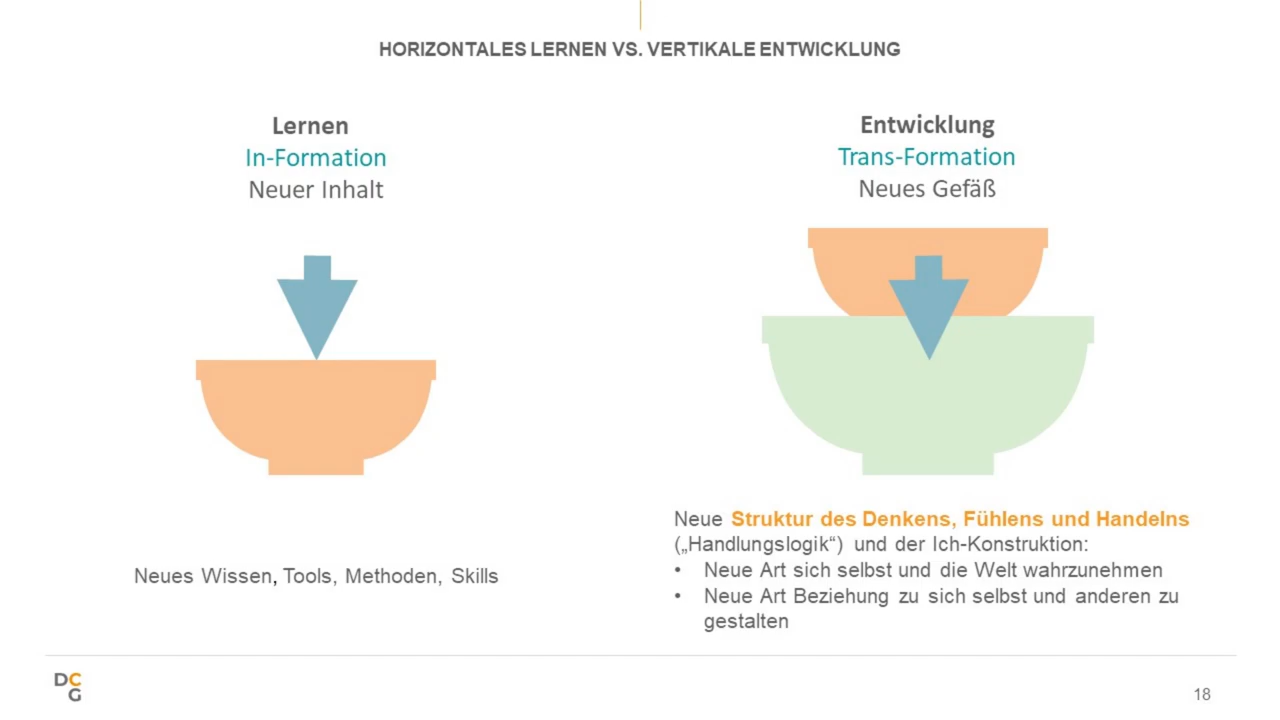 HORIZONTALES LERNEN VS. VERTIKALE ENTWICKLUNG
Lernen
In-Formation
Neuer Inhalt
Entwicklung
Trans-Formation
Neues Gefäß
Neues Wissen, Tools, Methoden, Skills
Neue Struktur des Denkens, Fühlens und Handelns
(„Handlungslogik“) und der Ich-Konstruktion:
• Neue Art sich selbst und die Welt wahrzunehmen
• Neue Art Beziehung zu sich selbst und anderen zu
gestalten
DC
G
18